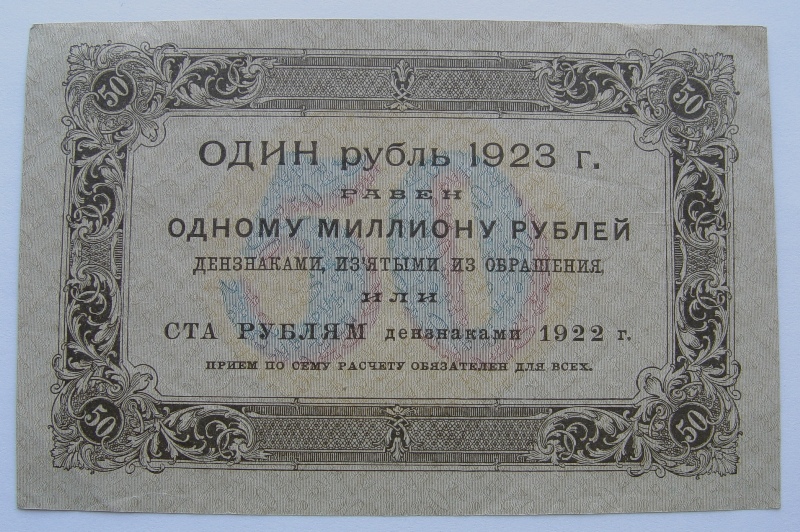 50 50
ОДИН рубль 1923 г.
РАВЕН
ОДНОМУ МИЛЛИОНУ РУБЛЕЙ
ДЕНЗНАКАМИ, ИЗ'ЯТЫМИ ИЗ ОБРАЩЕНИЯ,
ИЛИ
СТА РУБЛЯМ дензнаками 1922 г.
ПРИЕМ ПО СЕМУ РАСЧЕТУ ОБЯЗАТЕЛЕН ДЛЯ ВСЕХ.
50
50 50